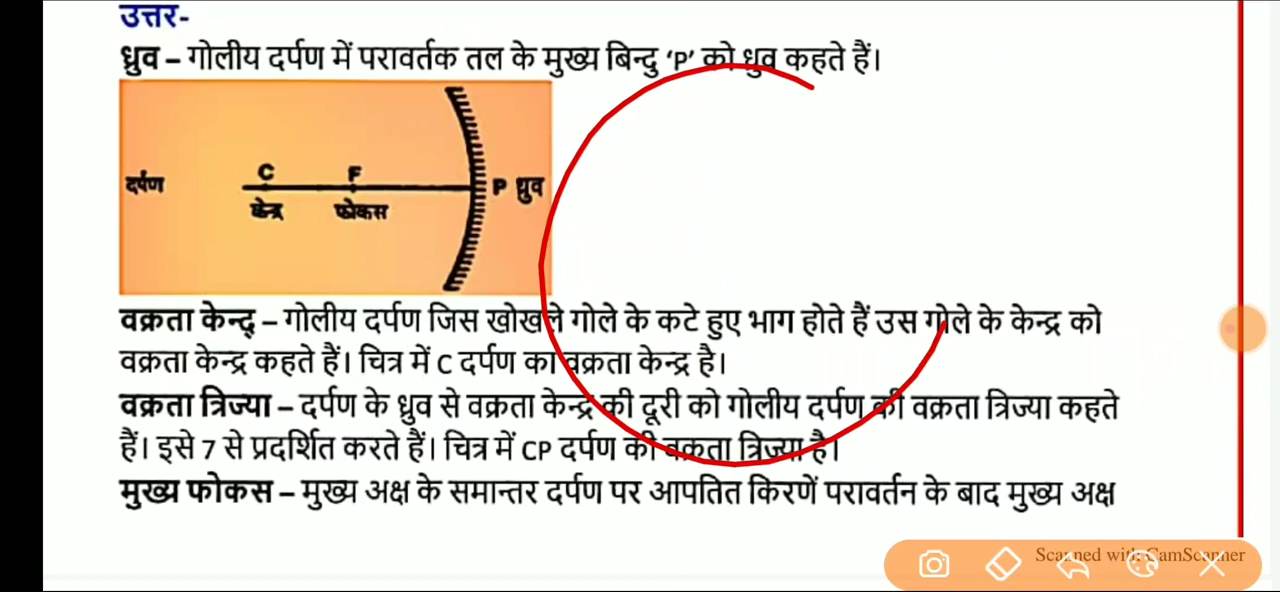 उत्तर-
ध्रुव – गोलीय दर्पण में परावर्तक तल के मुख्य बिन्दु ‘P’ को ध्रुव कहते हैं।
C F
दर्पण P ध्रुव
केन्द्र फोकस
वक्रता केन्द् – गोलीय दर्पण जिस खोखले गोले के कटे हुए भाग होते हैं उस गोले के केन्द्र को
वक्रता केन्द्र कहते हैं। चित्र में C दर्पण का वक्रता केन्द्र है।
वक्रता त्रिज्या – दर्पण के ध्रुव से वक्रता केन्द्र की दूरी को गोलीय दर्पण की वक्रता त्रिज्या कहते
हैं। इसे 7 से प्रदर्शित करते हैं। चित्र में CP दर्पण की वक्रता त्रिज्या है।
मुख्य फोकस – मुख्य अक्ष के समान्तर दर्पण पर आपतित किरणें परावर्तन के बाद मुख्य अक्ष
Scanned with CamScanner